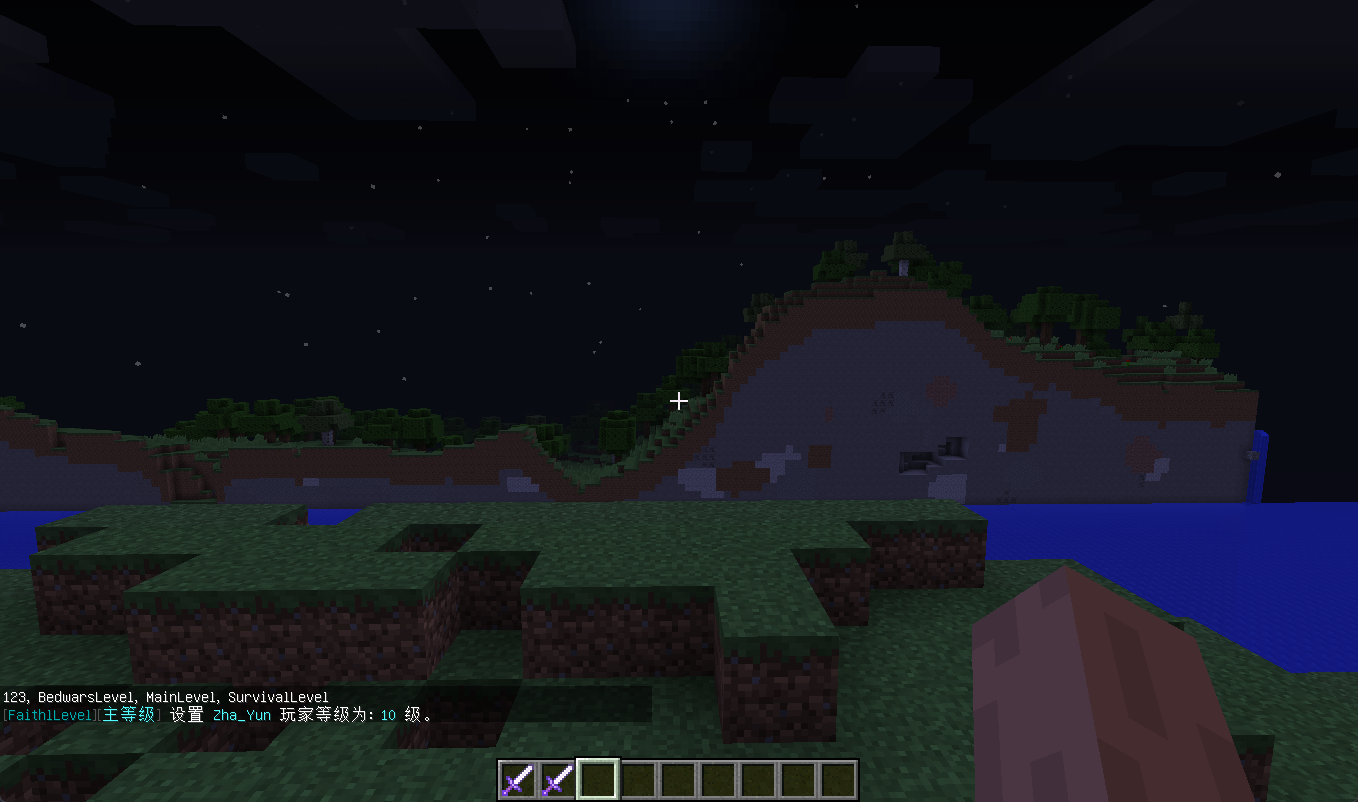 123, BedwarsLevel, MainLevel, SurvivalLevel
[FaithlLevel][主等级] 设置 Zha_Yun 玩家等级为: 10 级。